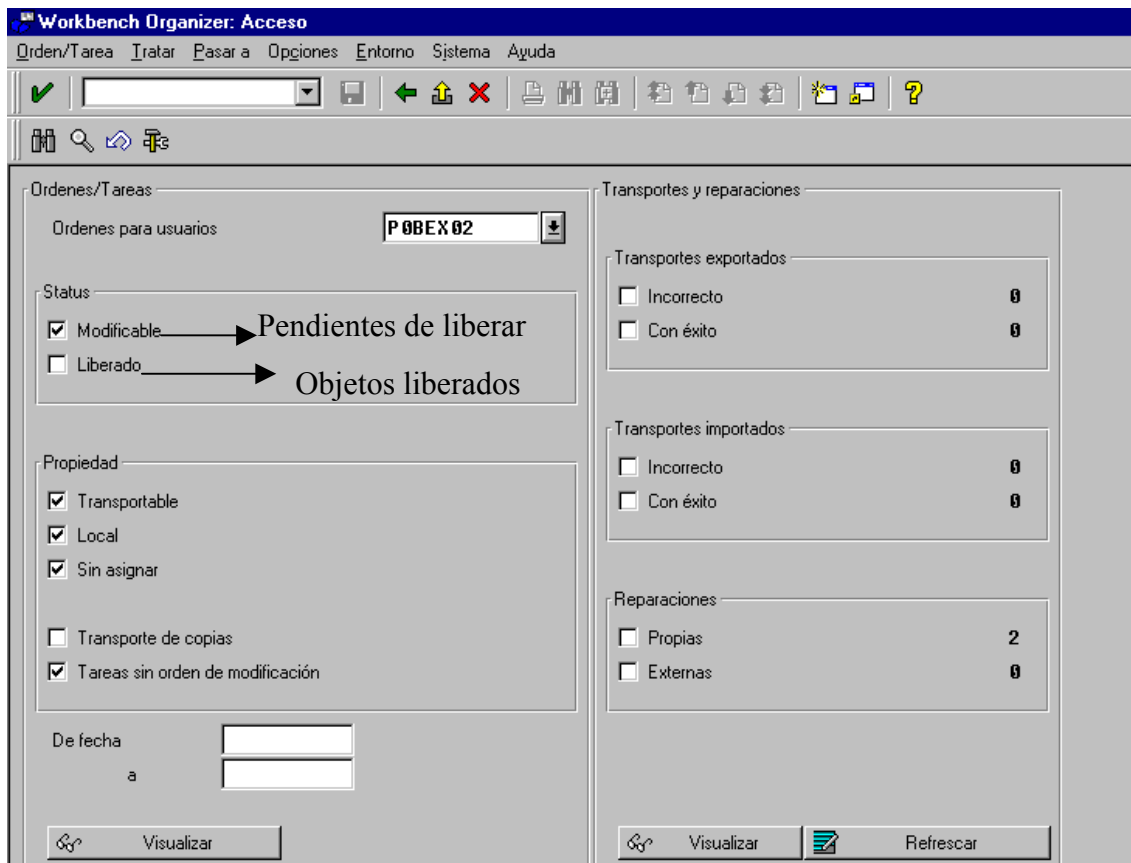 Workbench Organizer: Acceso
Orden/Tarea Tratar Pasar a Opciones Entorno Sistema Ayuda
Ordenes/Tareas
Ordenes para usuarios P0BEX02
Status
Modificable Pendientes de liberar
Liberado Objetos liberados
Propiedad
Transportable
Local
Sin asignar
Transporte de copias
Tareas sin orden de modificación
De fecha
a
Visualizar
Transportes y reparaciones
Transportes exportados
Incorrecto 0
Con éxito 0
Transportes importados
Incorrecto 0
Con éxito 0
Reparaciones
Propias 2
Externas 0
Visualizar Refrescar